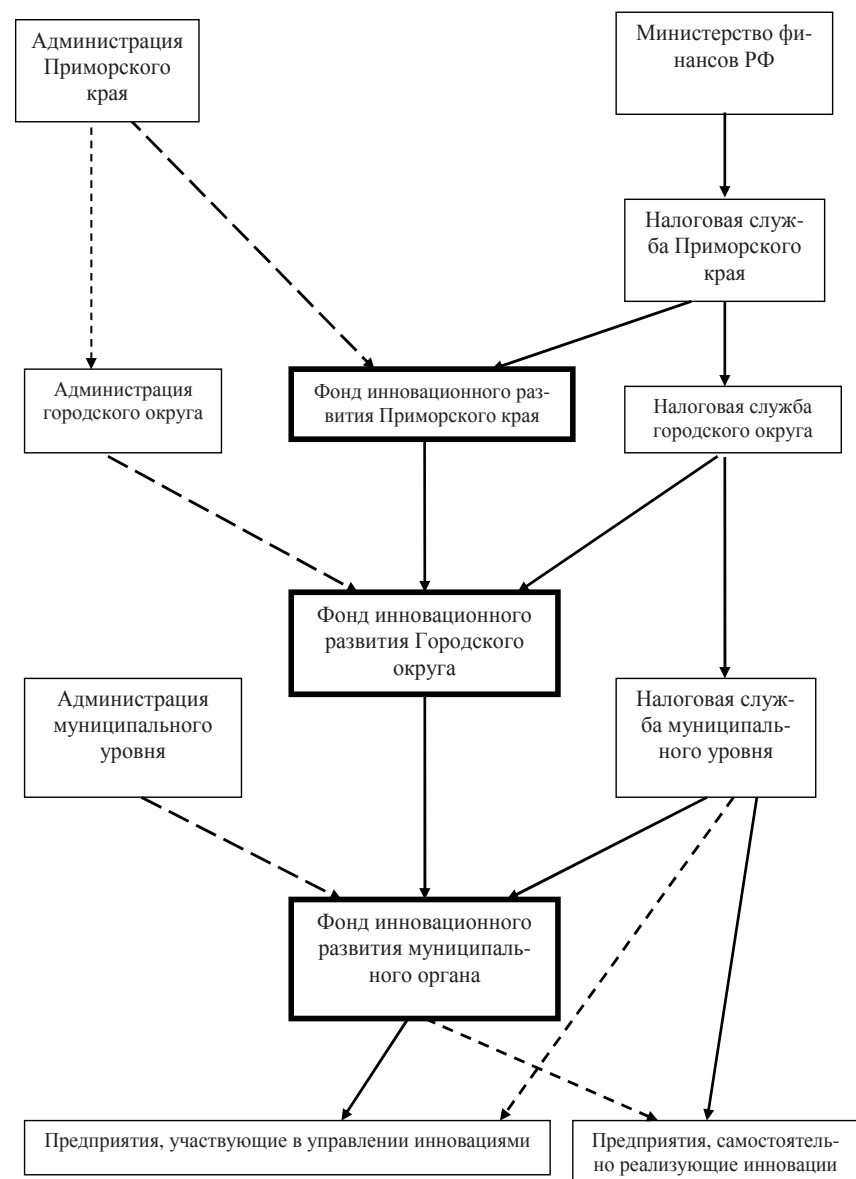 Администрация
Приморского
края
Министерство фи-
нансов РФ
Налоговая служ-
ба Приморского
края
Администрация
городского округа
Фонд инновационного раз-
вития Приморского края
Налоговая служба
городского округа
Фонд инновационного
развития Городского
округа
Администрация
муниципального
уровня
Налоговая служ-
ба муниципаль-
ного уровня
Фонд инновационного
развития муниципаль-
ного органа
Предприятия, участвующие в управлении инновациями
Предприятия, самостоятель-
но реализующие инновации